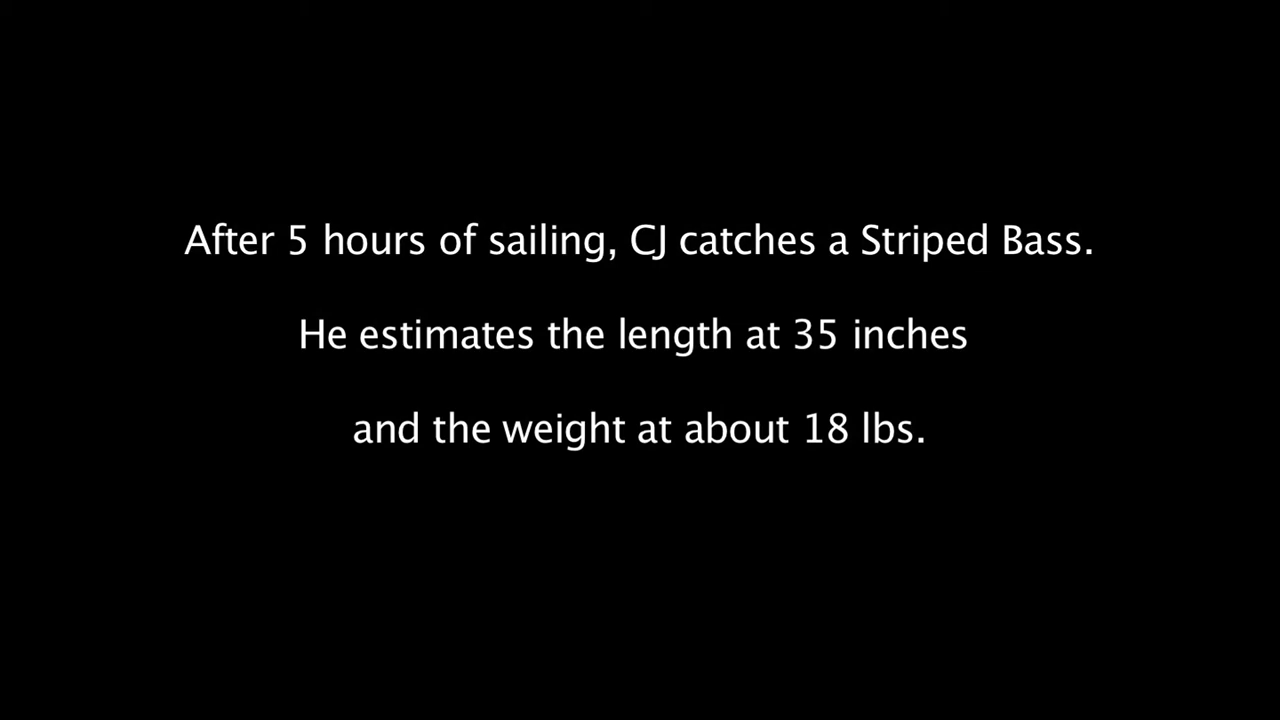 After 5 hours of sailing, CJ catches a Striped Bass.
He estimates the length at 35 inches
and the weight at about 18 lbs.